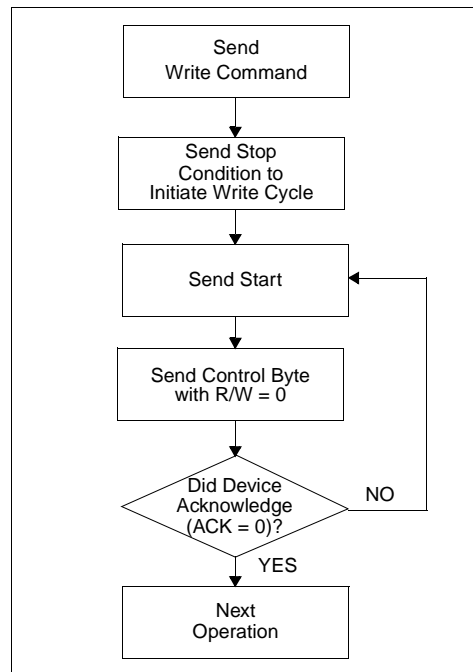 Send
Write Command
Send Stop
Condition to
Initiate Write Cycle
Send Start
Send Control Byte
with R/W = 0
Did Device
Acknowledge
(ACK = 0)?
NO
YES
Next
Operation